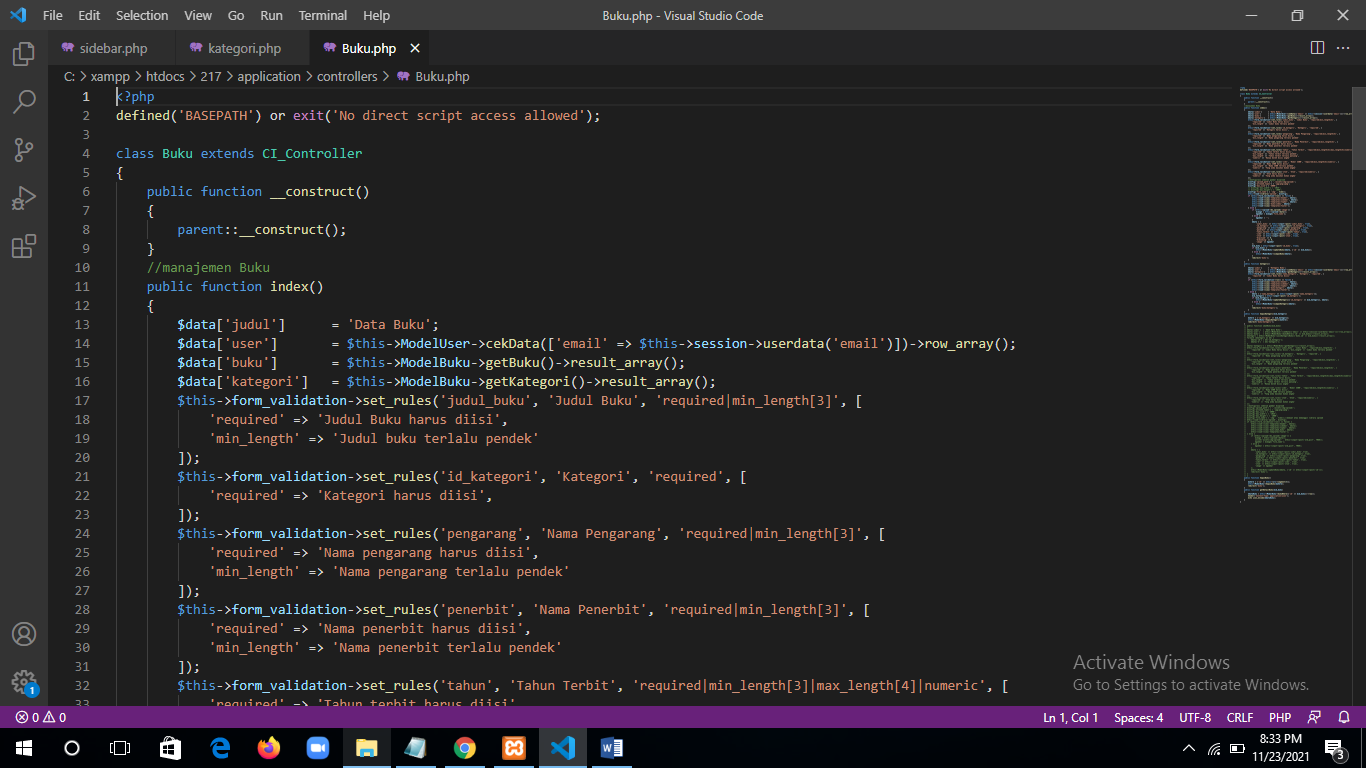 File Edit Selection View Go Run Terminal Help Buku.php - Visual Studio Code
sidebar.php kategori.php Buku.php
C: > xampp > htdocs > 217 > application > controllers > Buku.php
1 <?php
2 defined('BASEPATH') or exit('No direct script access allowed');
3
4 class Buku extends CI_Controller
5 {
6 public function __construct()
7 {
8 parent::__construct();
9 }
10 //manajemen Buku
11 public function index()
12 {
13 $data['judul'] = 'Data Buku';
14 $data['user'] = $this->ModelUser->cekData(['email' => $this->session->userdata('email')])->row_array();
15 $data['buku'] = $this->ModelBuku->getBuku()->result_array();
16 $data['kategori'] = $this->ModelBuku->getKategori()->result_array();
17 $this->form_validation->set_rules('judul_buku', 'Judul Buku', 'required|min_length[3]', [
18 'required' => 'Judul Buku harus diisi',
19 'min_length' => 'Judul buku terlalu pendek'
20 ]);
21 $this->form_validation->set_rules('id_kategori', 'Kategori', 'required', [
22 'required' => 'Kategori harus diisi',
23 ]);
24 $this->form_validation->set_rules('pengarang', 'Nama Pengarang', 'required|min_length[3]', [
25 'required' => 'Nama pengarang harus diisi',
26 'min_length' => 'Nama pengarang terlalu pendek'
27 ]);
28 $this->form_validation->set_rules('penerbit', 'Nama Penerbit', 'required|min_length[3]', [
29 'required' => 'Nama penerbit harus diisi',
30 'min_length' => 'Nama penerbit terlalu pendek'
31 ]);
32 $this->form_validation->set_rules('tahun', 'Tahun Terbit', 'required|min_length[3]|max_length[4]|numeric', [
33 'required' => 'Tahun terbit harus diisi'
Activate Windows
Go to Settings to activate Windows.
1
0 0 Ln 1, Col 1 Spaces: 4 UTF-8 CRLF PHP
8:33 PM
11/23/2021
3